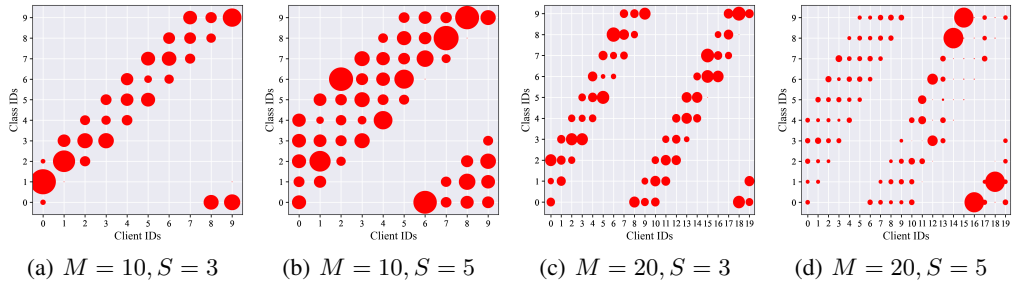 9
8
7
6
5
4
3
2
1
0
Class IDs
0 1 2 3 4 5 6 7 8 9
Client IDs
(a) M = 10, S = 3
9
8
7
6
5
4
3
2
1
0
Class IDs
0 1 2 3 4 5 6 7 8 9
Client IDs
(b) M = 10, S = 5
9
8
7
6
5
4
3
2
1
0
Class IDs
0 1 2 3 4 5 6 7 8 9 10 11 12 13 14 15 16 17 18 19
Client IDs
(c) M = 20, S = 3
9
8
7
6
5
4
3
2
1
0
Class IDs
0 1 2 3 4 5 6 7 8 9 10 11 12 13 14 15 16 17 18 19
Client IDs
(d) M = 20, S = 5